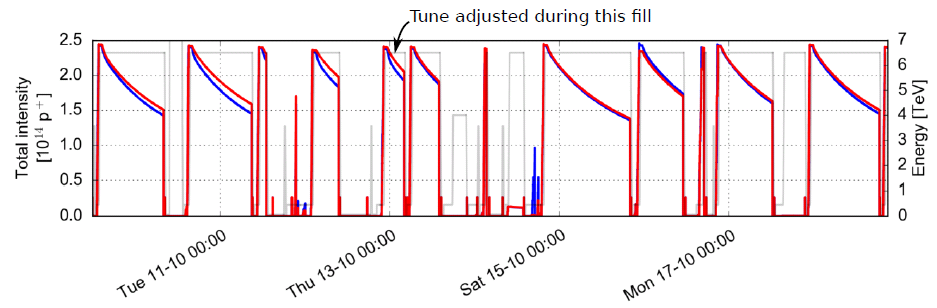 Tune adjusted during this fill
Total intensity
[10¹⁴ p⁺]
2.5
2.0
1.5
1.0
0.5
0.0
7
6
5
4
3
2
1
0
Energy [TeV]
Tue 11-10 00:00
Thu 13-10 00:00
Sat 15-10 00:00
Mon 17-10 00:00